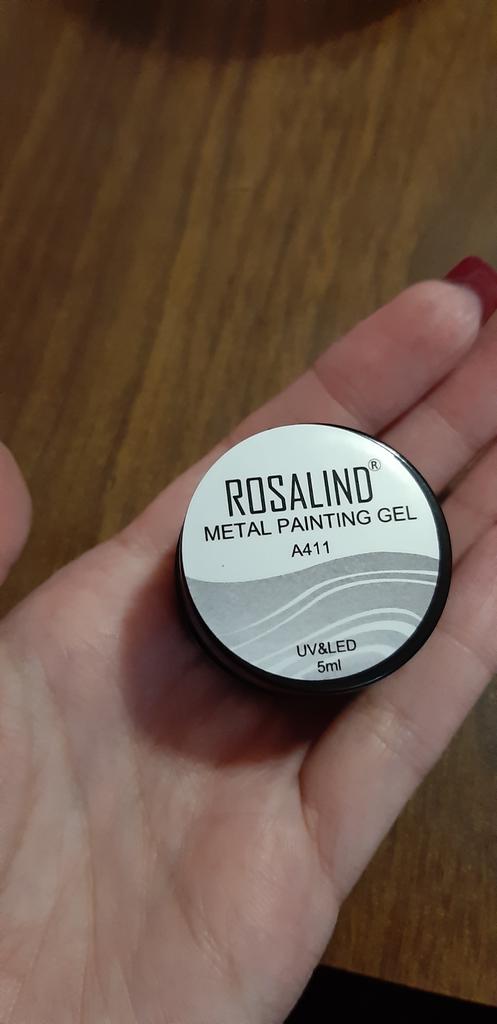 ROSALIND®
METAL PAINTING GEL
A411
UV&LED
5ml